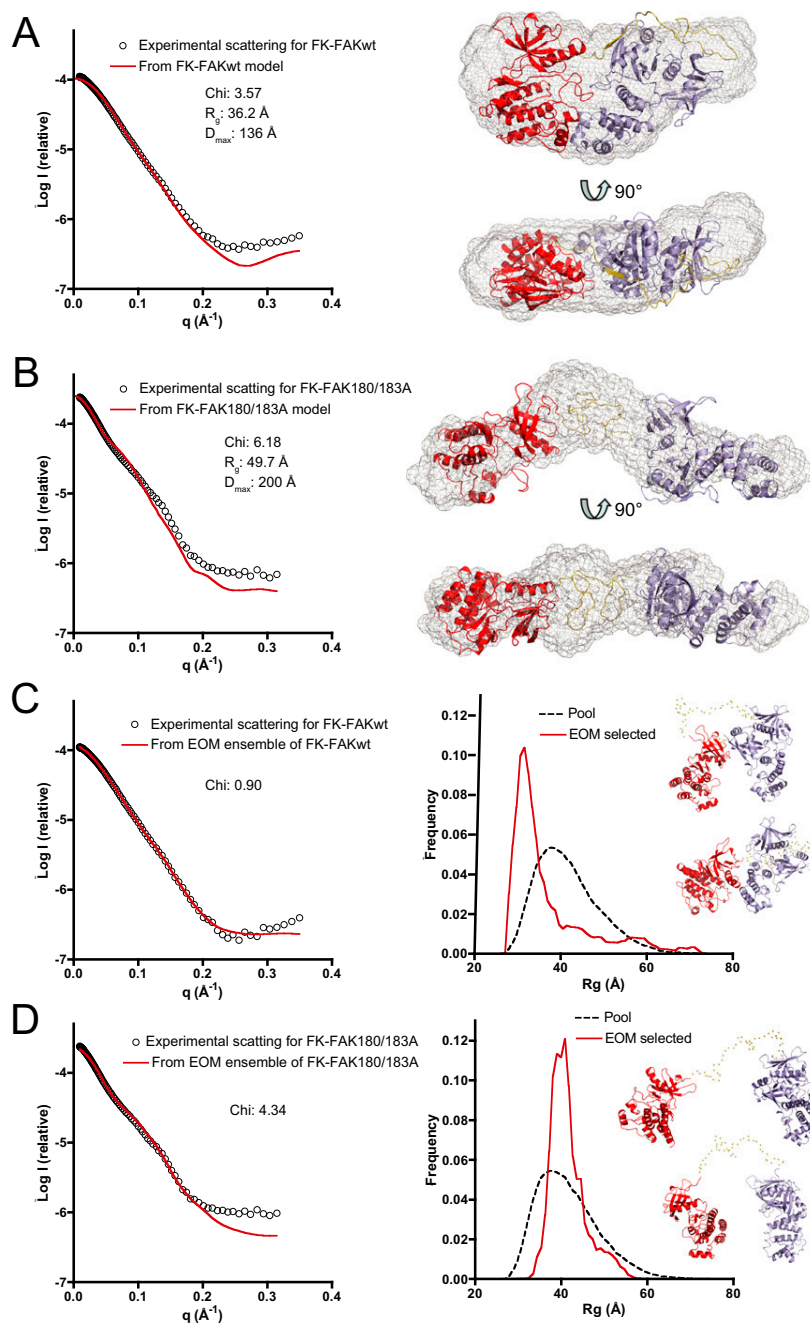 A
Experimental scattering for FK-FAKwt
From FK-FAKwt model
Chi: 3.57
Rg: 36.2 Å
Dmax: 136 Å
Log I (relative)
-4
-5
-6
-7
0.0 0.1 0.2 0.3 0.4
q (Å-1)
90°
B
Experimental scatting for FK-FAK180/183A
From FK-FAK180/183A model
Chi: 6.18
Rg: 49.7 Å
Dmax: 200 Å
Log I (relative)
-4
-5
-6
-7
0.0 0.1 0.2 0.3 0.4
q (Å-1)
90°
C
Experimental scattering for FK-FAKwt
From EOM ensemble of FK-FAKwt
Chi: 0.90
Log I (relative)
-4
-5
-6
-7
0.0 0.1 0.2 0.3 0.4
q (Å-1)
Pool
EOM selected
Frequency
0.12
0.10
0.08
0.06
0.04
0.02
0.00
20 40 60 80
Rg (Å)
D
Experimental scatting for FK-FAK180/183A
From EOM ensemble of FK-FAK180/183A
Chi: 4.34
Log I (relative)
-4
-5
-6
-7
0.0 0.1 0.2 0.3 0.4
q (Å-1)
Pool
EOM selected
Frequency
0.12
0.10
0.08
0.06
0.04
0.02
0.00
20 40 60 80
Rg (Å)